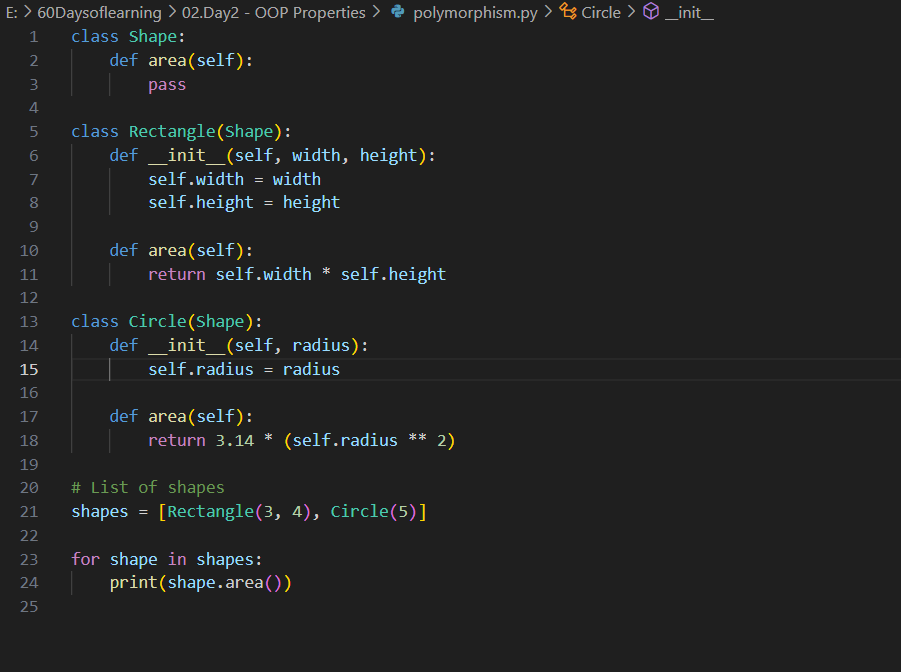 E: > 60Daysoflearning > 02.Day2 - OOP Properties > polymorphism.py > Circle > __init__
1 class Shape:
2     def area(self):
3         pass
4
5 class Rectangle(Shape):
6     def __init__(self, width, height):
7         self.width = width
8         self.height = height
9
10     def area(self):
11         return self.width * self.height
12
13 class Circle(Shape):
14     def __init__(self, radius):
15         self.radius = radius
16
17     def area(self):
18         return 3.14 * (self.radius ** 2)
19
20 # List of shapes
21 shapes = [Rectangle(3, 4), Circle(5)]
22
23 for shape in shapes:
24     print(shape.area())
25